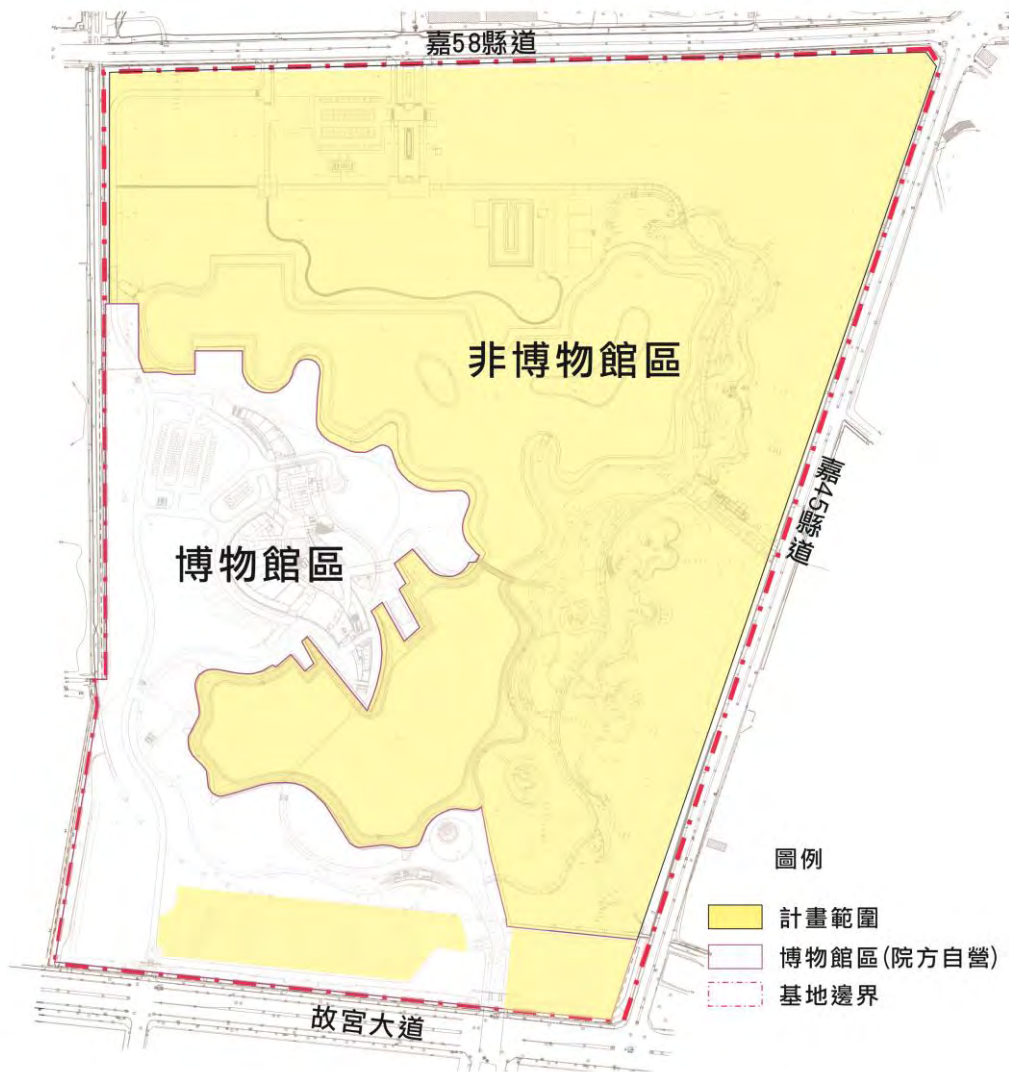 嘉58縣道
非博物館區
嘉45縣道
博物館區
圖例
計畫範圍
博物館區(院方自營)
基地邊界
故宮大道